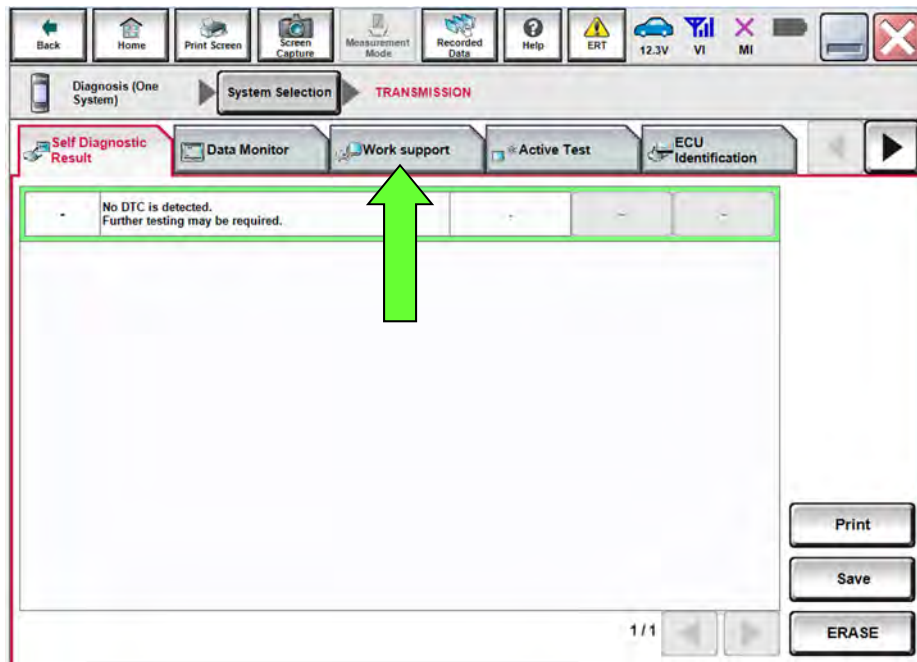 Back
Home
Print Screen
Screen
Capture
Measurement
Mode
Recorded
Data
Help
ERT
12.3V
VI
MI
Diagnosis (One
System)
System Selection
TRANSMISSION
Self Diagnostic
Result
Data Monitor
Work support
* Active Test
ECU
Identification
-
No DTC is detected.
Further testing may be required.
-
-
-
Print
Save
1/1
ERASE